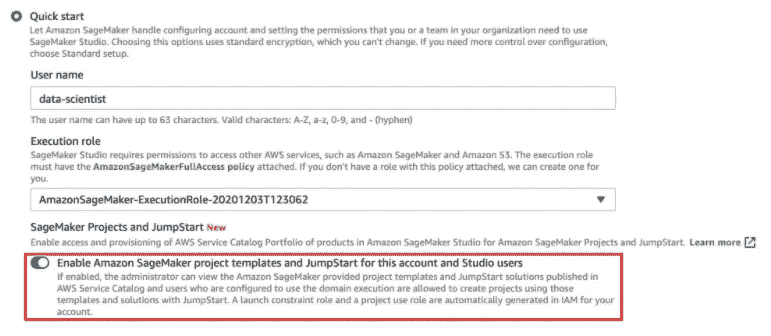 Quick start
Let Amazon SageMaker handle configuring account and setting the permissions that you or a team in your organization need to use
SageMaker Studio. Choosing this options uses standard encryption, which you can't change. If you need more control over configuration,
choose Standard setup.
User name
data-scientist
The user name can have up to 63 characters. Valid characters: A-Z, a-z, 0-9, and - (hyphen)
Execution role
SageMaker Studio requires permissions to access other AWS services, such as Amazon SageMaker and Amazon S3. The execution role
must have the AmazonSageMakerFullAccess policy attached. If you don't have a role with this policy attached, we can create one for
you.
AmazonSageMaker-ExecutionRole-20201203T123062
SageMaker Projects and JumpStart New
Enable access and provisioning of AWS Service Catalog Portfolio of products in Amazon SageMaker Studio for Amazon SageMaker Projects and JumpStart. Learn more
Enable Amazon SageMaker project templates and JumpStart for this account and Studio users
If enabled, the administrator can view the Amazon SageMaker provided project templates and JumpStart solutions published in
AWS Service Catalog and users who are configured to use the domain execution are allowed to create projects using those
templates and solutions with JumpStart. A launch constraint role and a project use role are automatically generated in IAM for your
account.